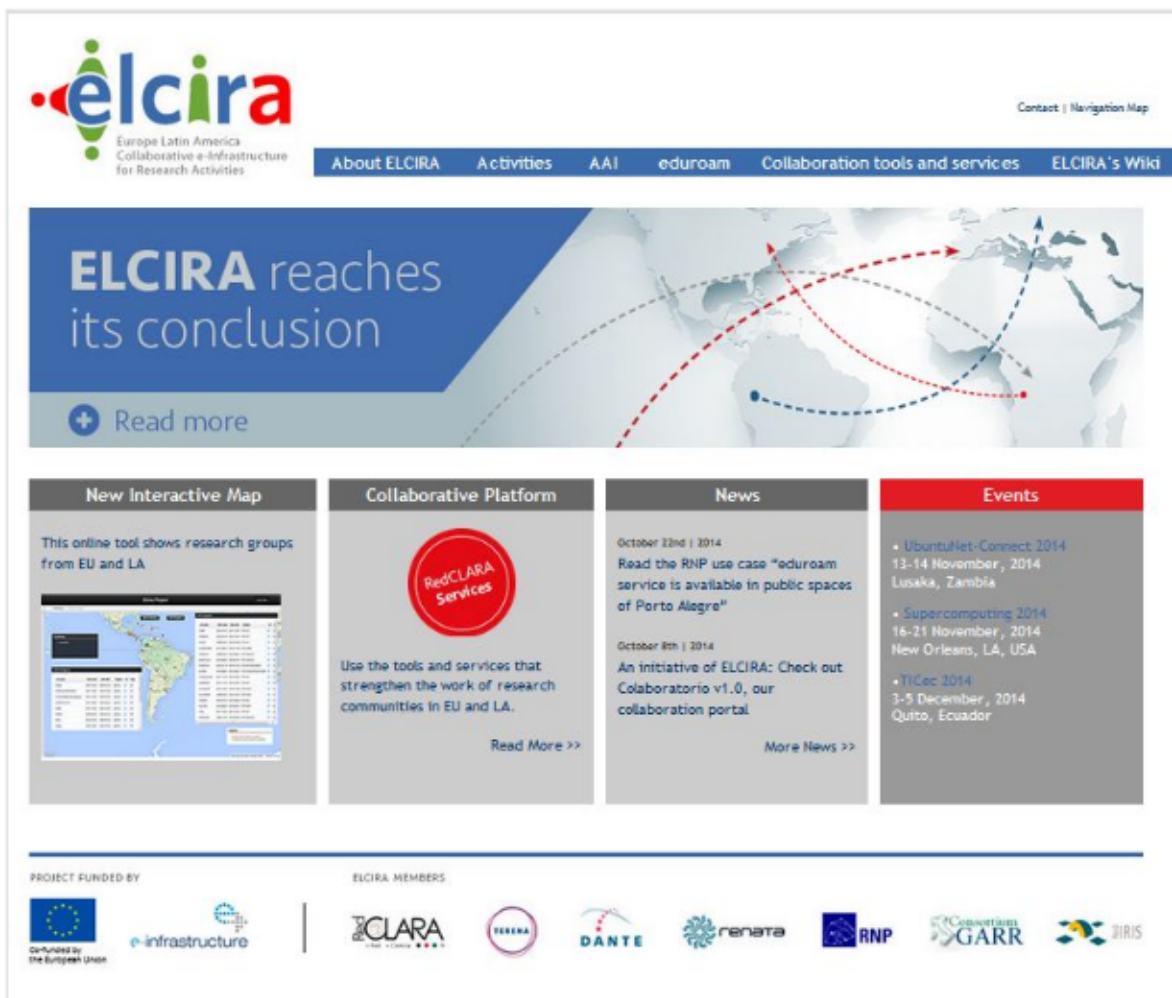 elcira
Europe Latin America
Collaborative e-Infrastructure
for Research Activities
Contact | Navigation Map
About ELCIRA Activities AAI eduroam Collaboration tools and services ELCIRA's Wiki
ELCIRA reaches
its conclusion
Read more
New Interactive Map
This online tool shows research groups
from EU and LA
Collaborative Platform
RedCLARA
Services
Use the tools and services that
strengthen the work of research
communities in EU and LA.
Read More >>
News
October 22nd | 2014
Read the RNP use case "eduroam
service is available in public spaces
of Porto Alegre"
October 8th | 2014
An initiative of ELCIRA: Check out
Colaboratorio v1.0, our
collaboration portal
More News >>
Events
• UbuntuNet-Connect 2014
13-14 November, 2014
Lusaka, Zambia
• Supercomputing 2014
16-21 November, 2014
New Orleans, LA, USA
•TICec 2014
3-5 December, 2014
Quito, Ecuador
PROJECT FUNDED BY
ELCIRA MEMBERS
Co-funded by
the European Union
e-infrastructure
Red CLARA
TERENA
DANTE
renata
RNP
Consortium
GARR
IRIS